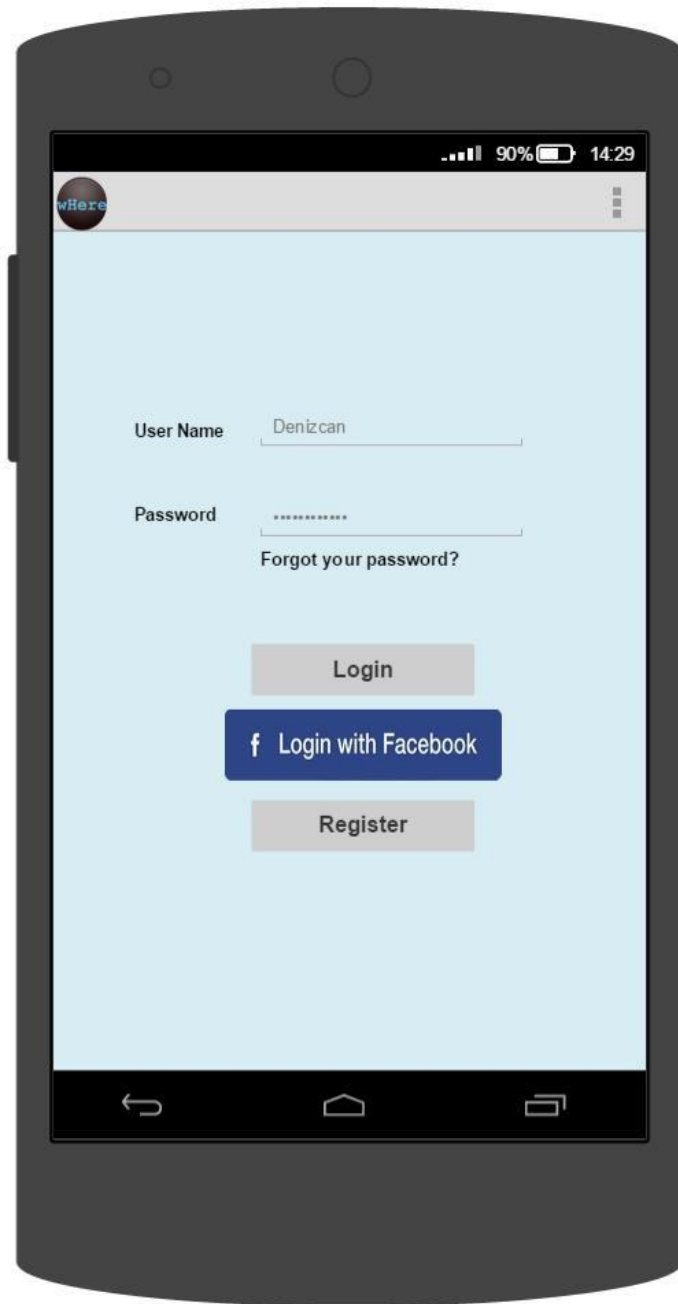 90% 14:29
wHere
User Name Denizcan
Password ············
Forgot your password?
Login
f Login with Facebook
Register